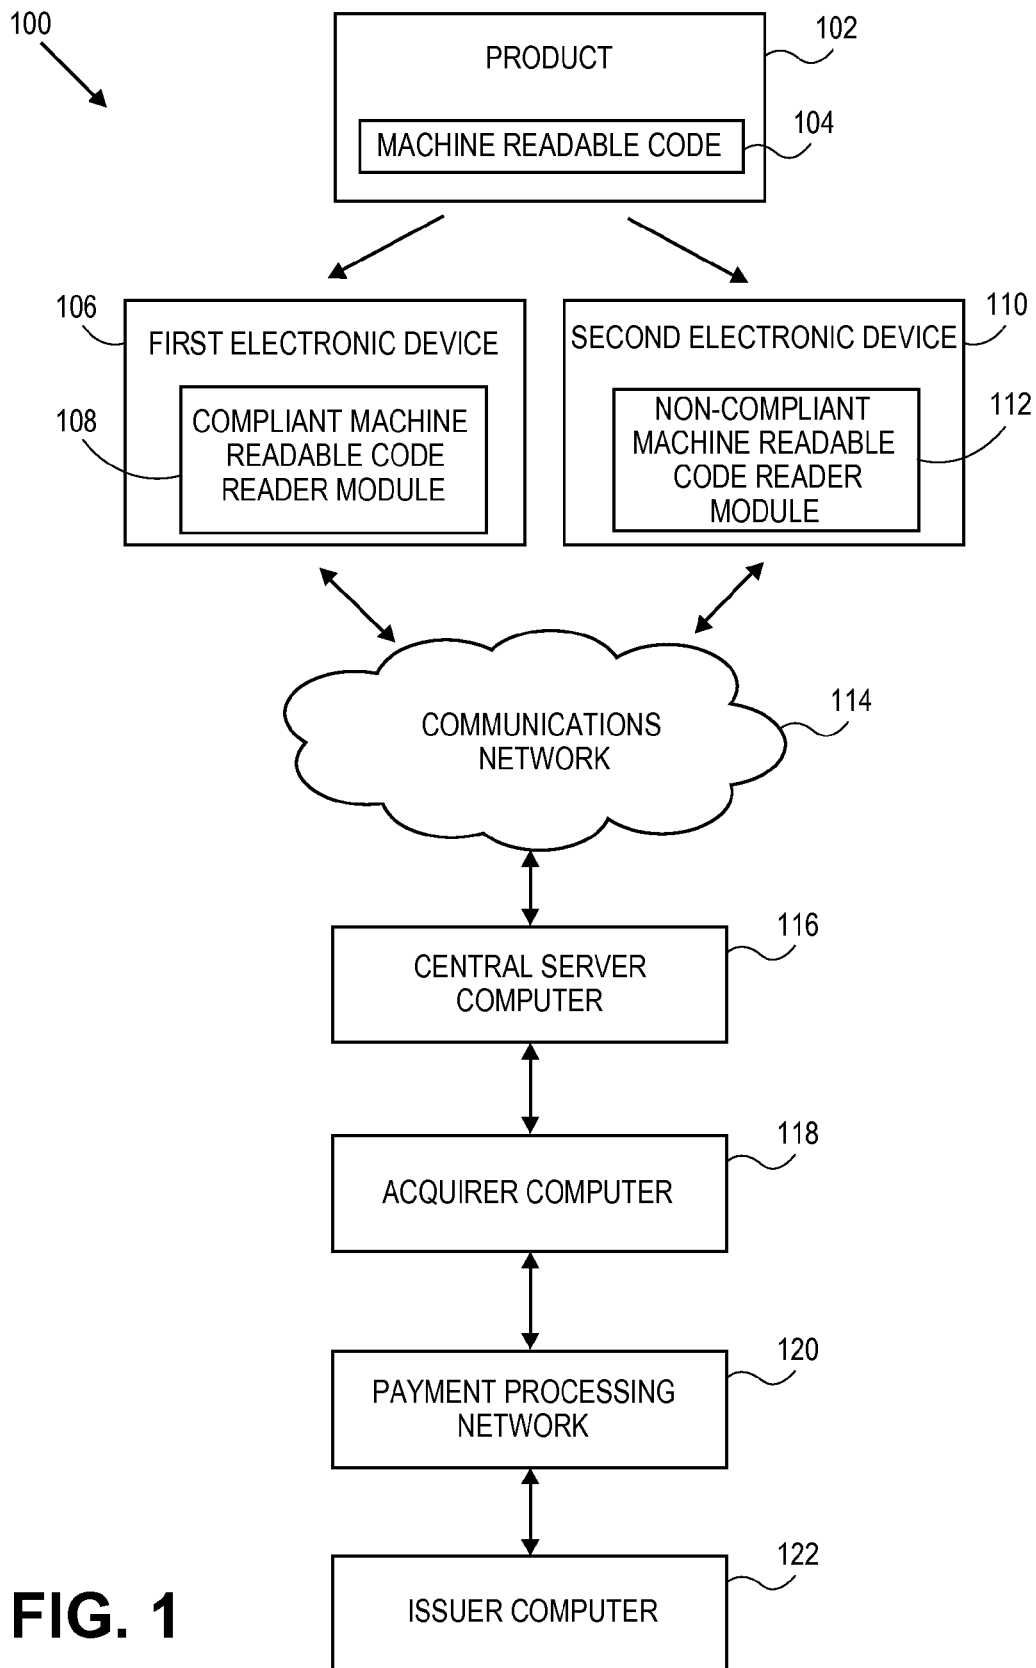 100
PRODUCT
102
MACHINE READABLE CODE
104
106
FIRST ELECTRONIC DEVICE
108
COMPLIANT MACHINE
READABLE CODE
READER MODULE
SECOND ELECTRONIC DEVICE
110
NON-COMPLIANT
MACHINE READABLE
CODE READER
MODULE
112
COMMUNICATIONS
NETWORK
114
CENTRAL SERVER
COMPUTER
116
ACQUIRER COMPUTER
118
PAYMENT PROCESSING
NETWORK
120
ISSUER COMPUTER
122
FIG. 1